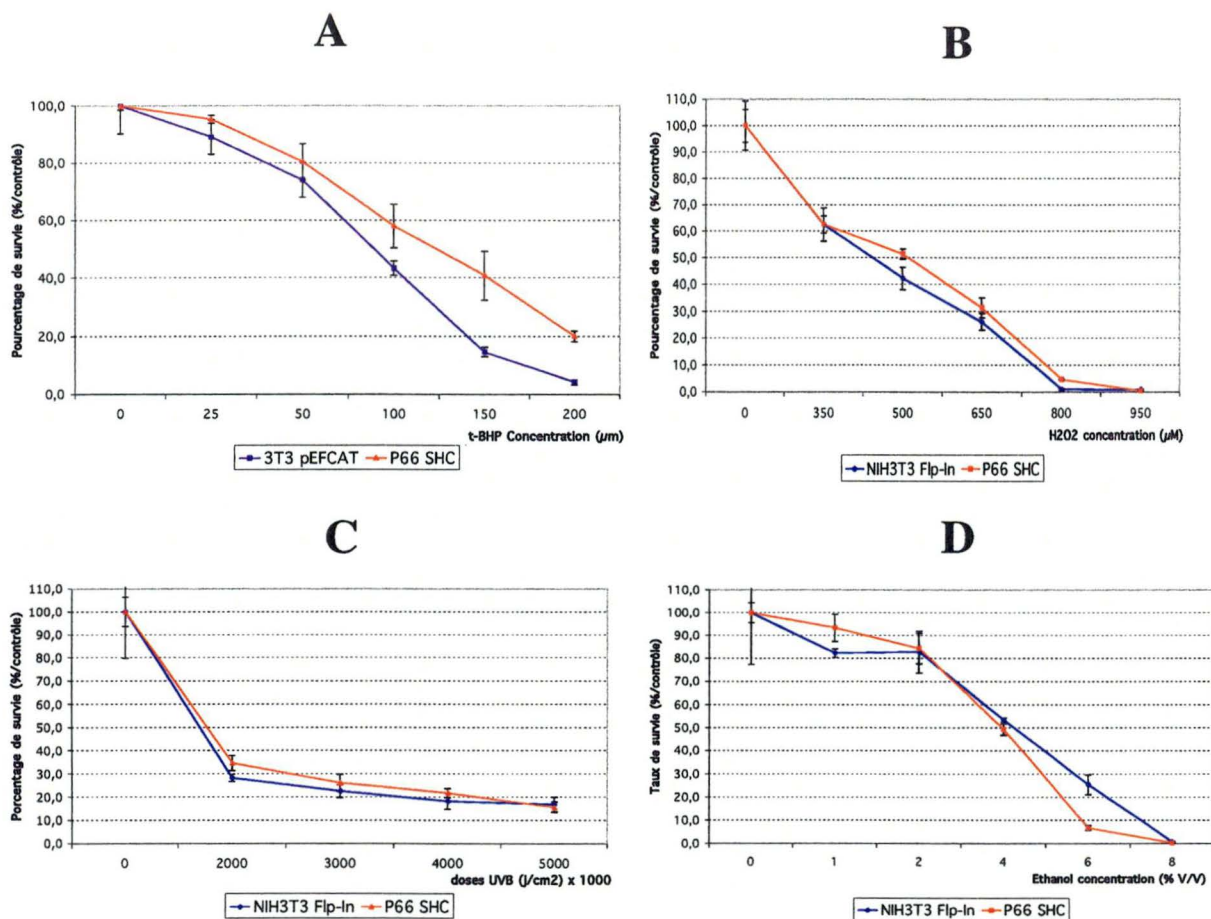 A
Pourcentage de survie (%/contrôle)
100,0
80,0
60,0
40,0
20,0
0,0
0 25 50 100 150 200
t-BHP Concentration (µm)
3T3 pEFCAT P66 SHC
B
Pourcentage de survie (%/contrôle)
110,0
100,0
90,0
80,0
70,0
60,0
50,0
40,0
30,0
20,0
10,0
0,0
0 350 500 650 800 950
H2O2 concentration (µM)
NIH3T3 Flp-In P66 SHC
C
Porcentage de survie (%/contrôle)
110,0
100,0
90,0
80,0
70,0
60,0
50,0
40,0
30,0
20,0
10,0
0,0
0 2000 3000 4000 5000
doses UVB (J/cm2) x 1000
NIH3T3 Flp-In P66 SHC
D
Taux de survie (%/contrôle)
110,0
100,0
90,0
80,0
70,0
60,0
50,0
40,0
30,0
20,0
10,0
0,0
0 1 2 4 6 8
Ethanol concentration (% V/V)
NIH3T3 Flp-In P66 SHC